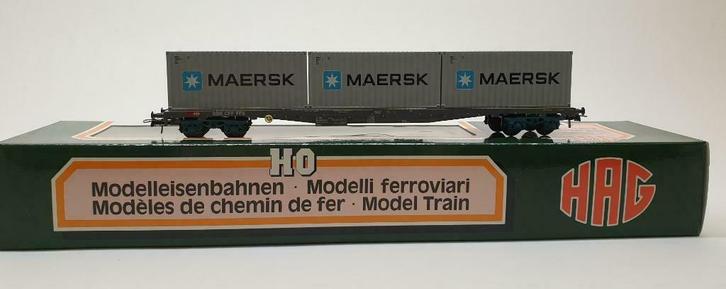 MAERSK MAERSK MAERSK
HO
Modelleisenbahnen · Modelli ferroviari
Modèles de chemin de fer · Model Train
HAG